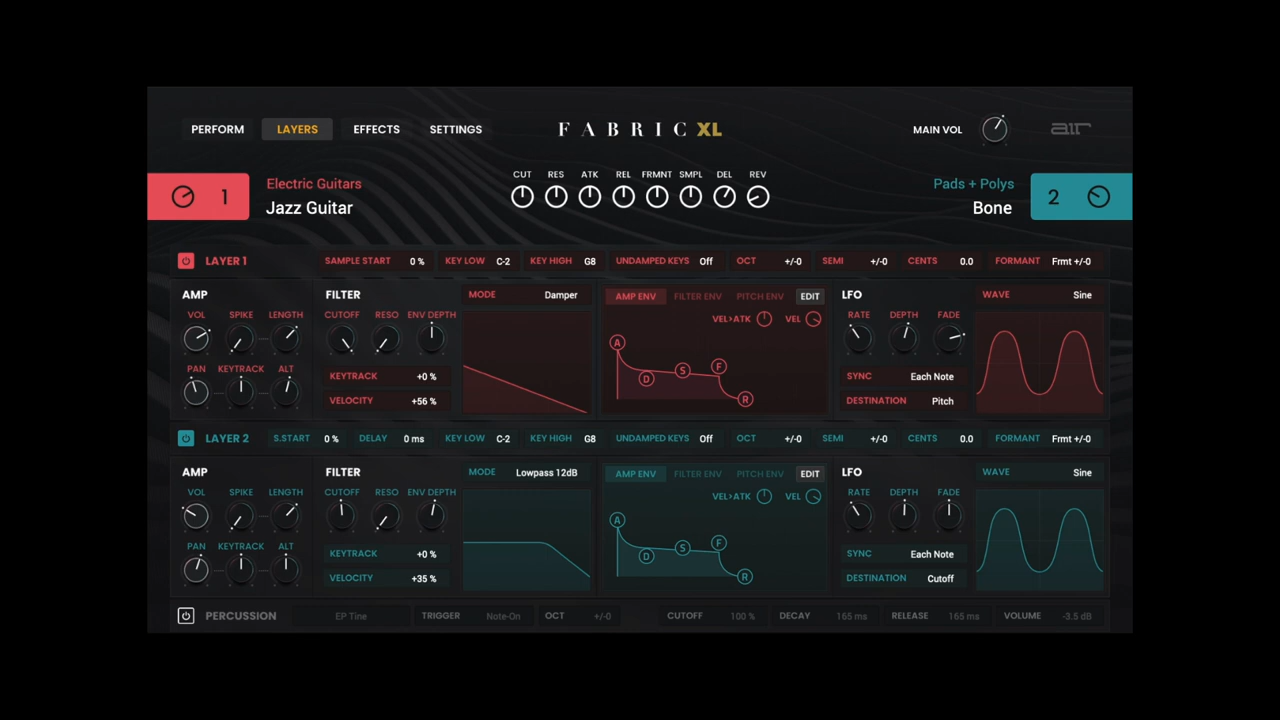 PERFORM LAYERS EFFECTS SETTINGS FABRIC XL MAIN VOL air
CUT RES ATK REL FRMNT SMPL DEL REV
1 Electric Guitars Pads + Polys 2
Jazz Guitar Bone
LAYER 1 SAMPLE START 0 % KEY LOW C-2 KEY HIGH G8 UNDAMPED KEYS Off OCT +/-0 SEMI +/-0 CENTS 0.0 FORMANT Frmt +/-0
AMP FILTER MODE Damper AMP ENV FILTER ENV PITCH ENV EDIT LFO WAVE Sine
VOL SPIKE LENGTH CUTOFF RESO ENV DEPTH VEL>ATK VEL RATE DEPTH FADE
A D S F R
PAN KEYTRACK ALT KEYTRACK +0 % SYNC Each Note
VELOCITY +56 % DESTINATION Pitch
LAYER 2 S.START 0 % DELAY 0 ms KEY LOW C-2 KEY HIGH G8 UNDAMPED KEYS Off OCT +/-0 SEMI +/-0 CENTS 0.0 FORMANT Frmt +/-0
AMP FILTER MODE Lowpass 12dB AMP ENV FILTER ENV PITCH ENV EDIT LFO WAVE Sine
VOL SPIKE LENGTH CUTOFF RESO ENV DEPTH VEL>ATK VEL RATE DEPTH FADE
A D S F R
PAN KEYTRACK ALT KEYTRACK +0 % SYNC Each Note
VELOCITY +35 % DESTINATION Cutoff
PERCUSSION EP Tine TRIGGER Note-On OCT +/-0 CUTOFF 100 % DECAY 165 ms RELEASE 165 ms VOLUME -3.5 dB